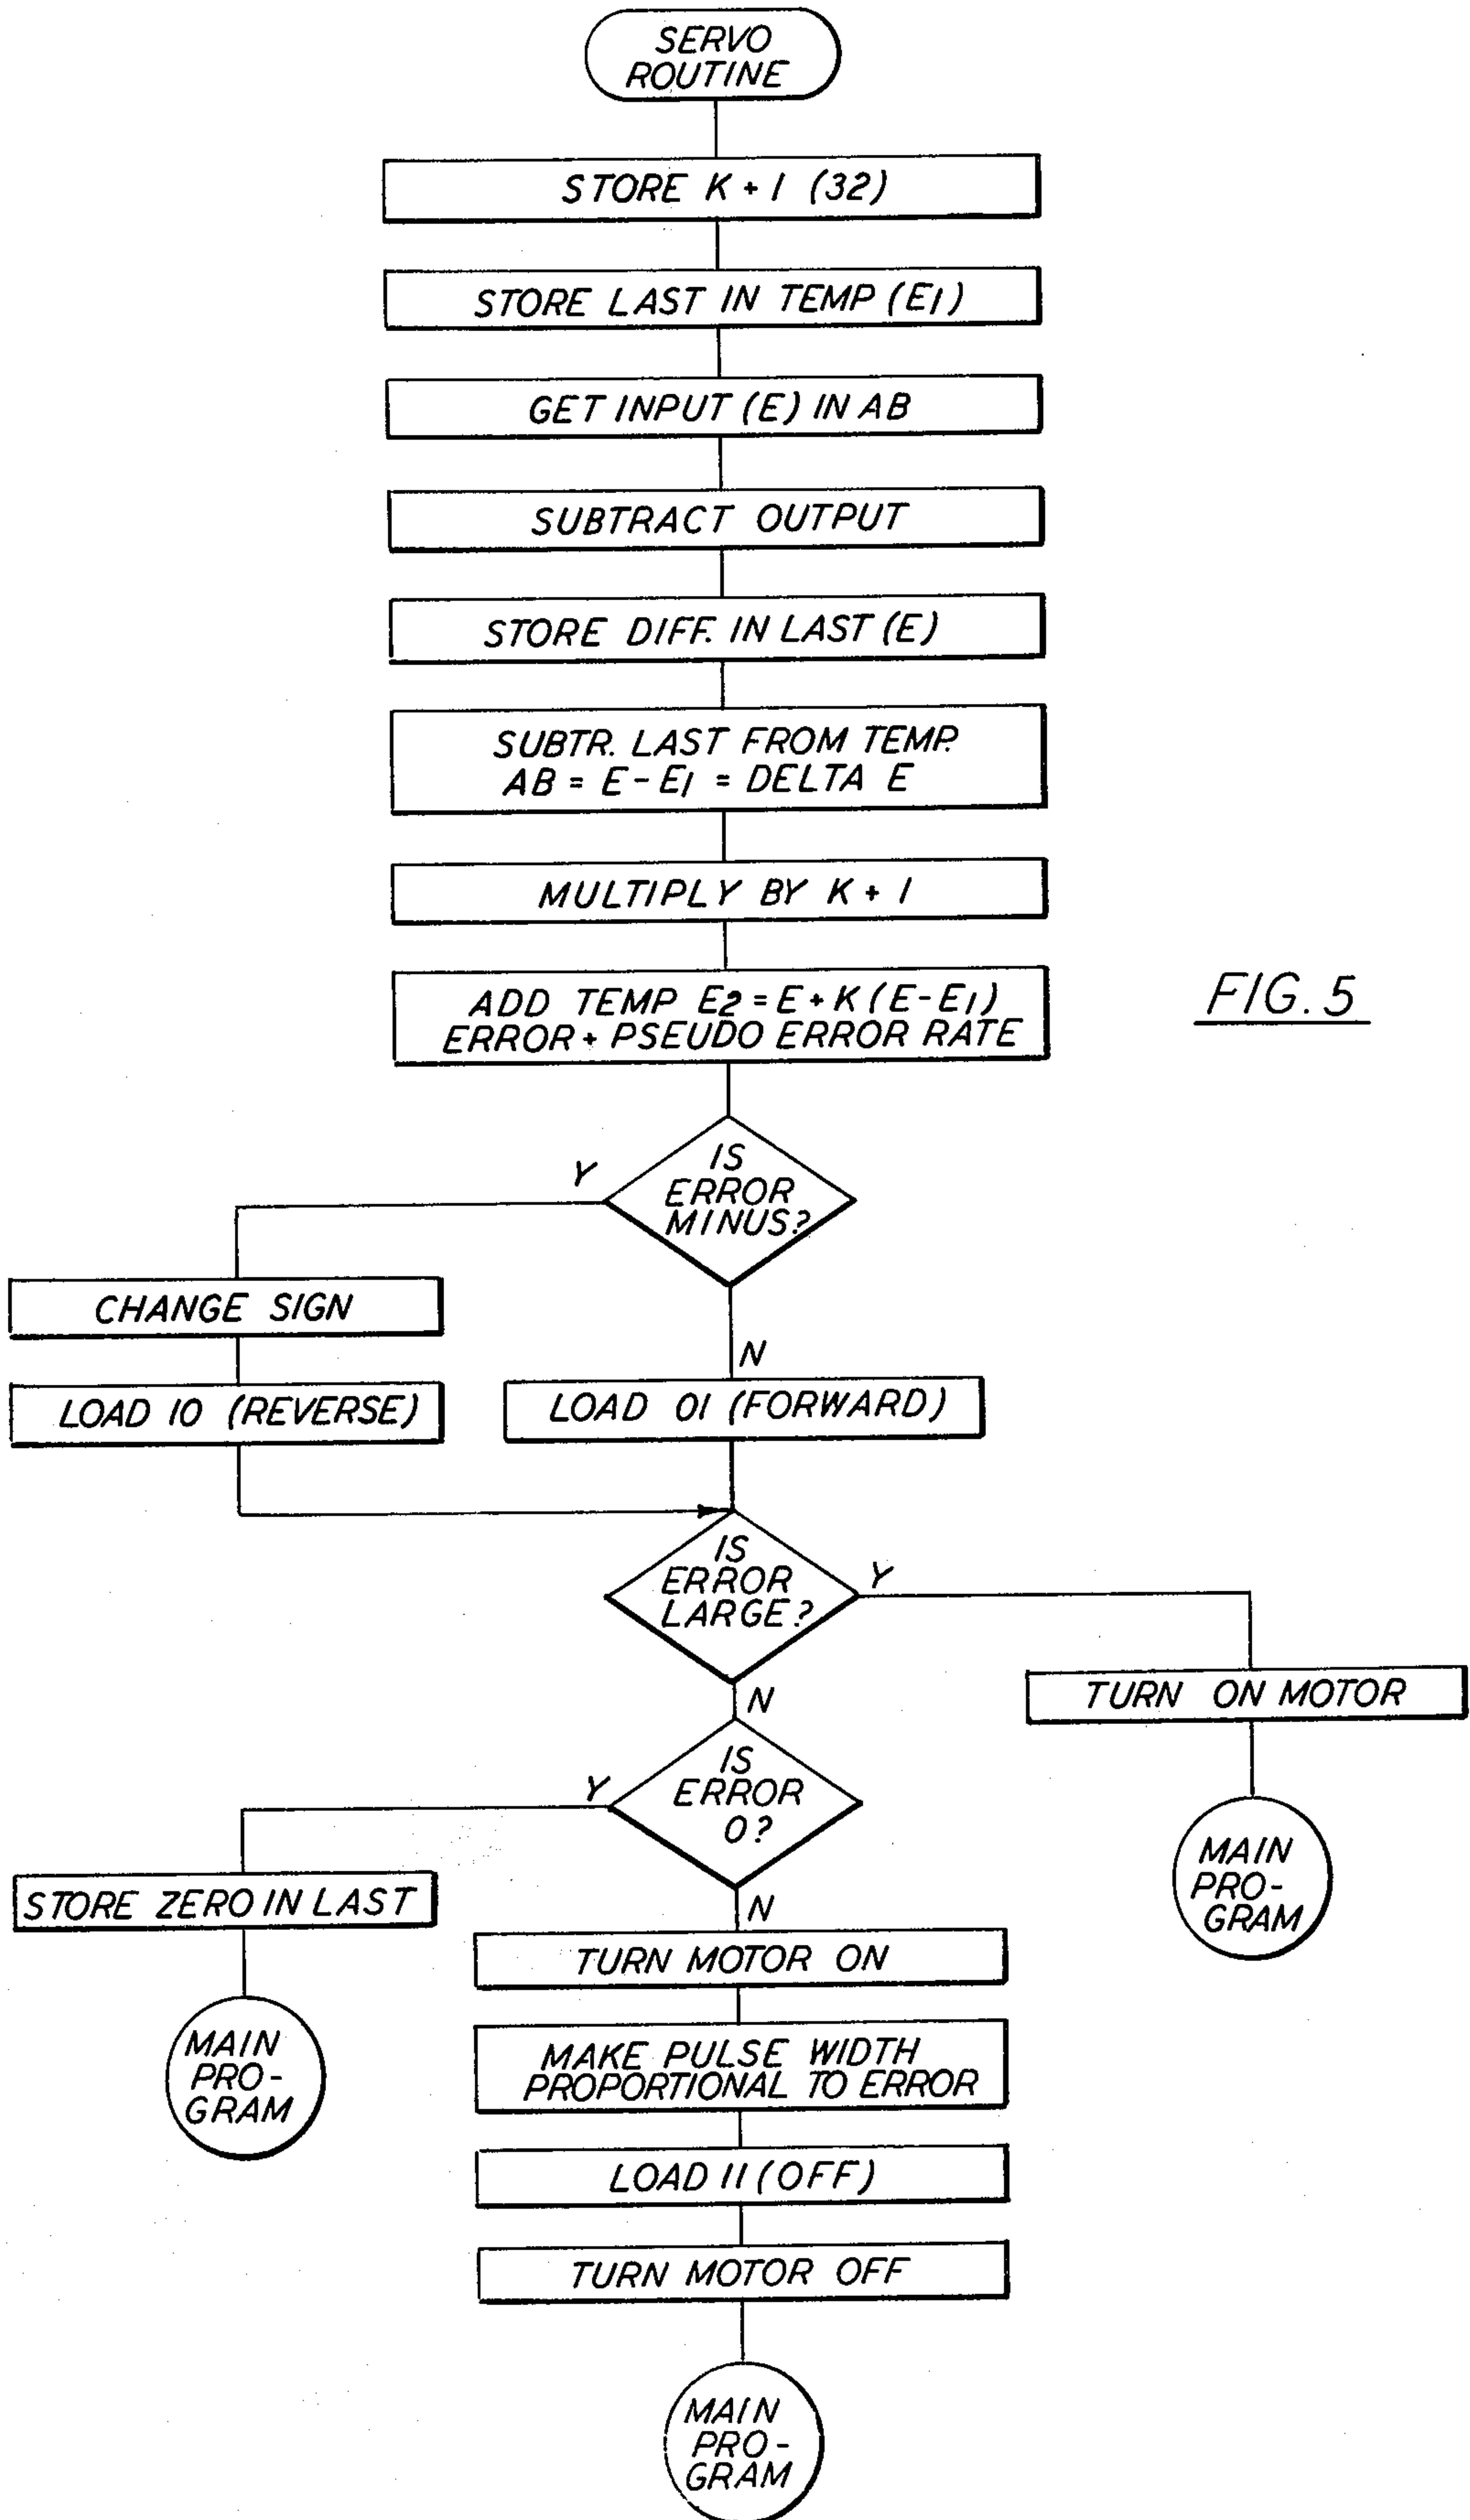 SERVO
ROUTINE
STORE K + 1 (32)
STORE LAST IN TEMP (E1)
GET INPUT (E) IN AB
SUBTRACT OUTPUT
STORE DIFF. IN LAST (E)
SUBTR. LAST FROM TEMP.
AB = E - E1 = DELTA E
MULTIPLY BY K + 1
ADD TEMP E2 = E + K (E - E1)
ERROR + PSEUDO ERROR RATE
FIG. 5
IS
ERROR
MINUS?
Y
N
CHANGE SIGN
LOAD 10 (REVERSE)
LOAD 01 (FORWARD)
IS
ERROR
LARGE?
Y
N
TURN ON MOTOR
MAIN
PRO-
GRAM
IS
ERROR
0?
Y
N
STORE ZERO IN LAST
MAIN
PRO-
GRAM
TURN MOTOR ON
MAKE PULSE WIDTH
PROPORTIONAL TO ERROR
LOAD 11 (OFF)
TURN MOTOR OFF
MAIN
PRO-
GRAM